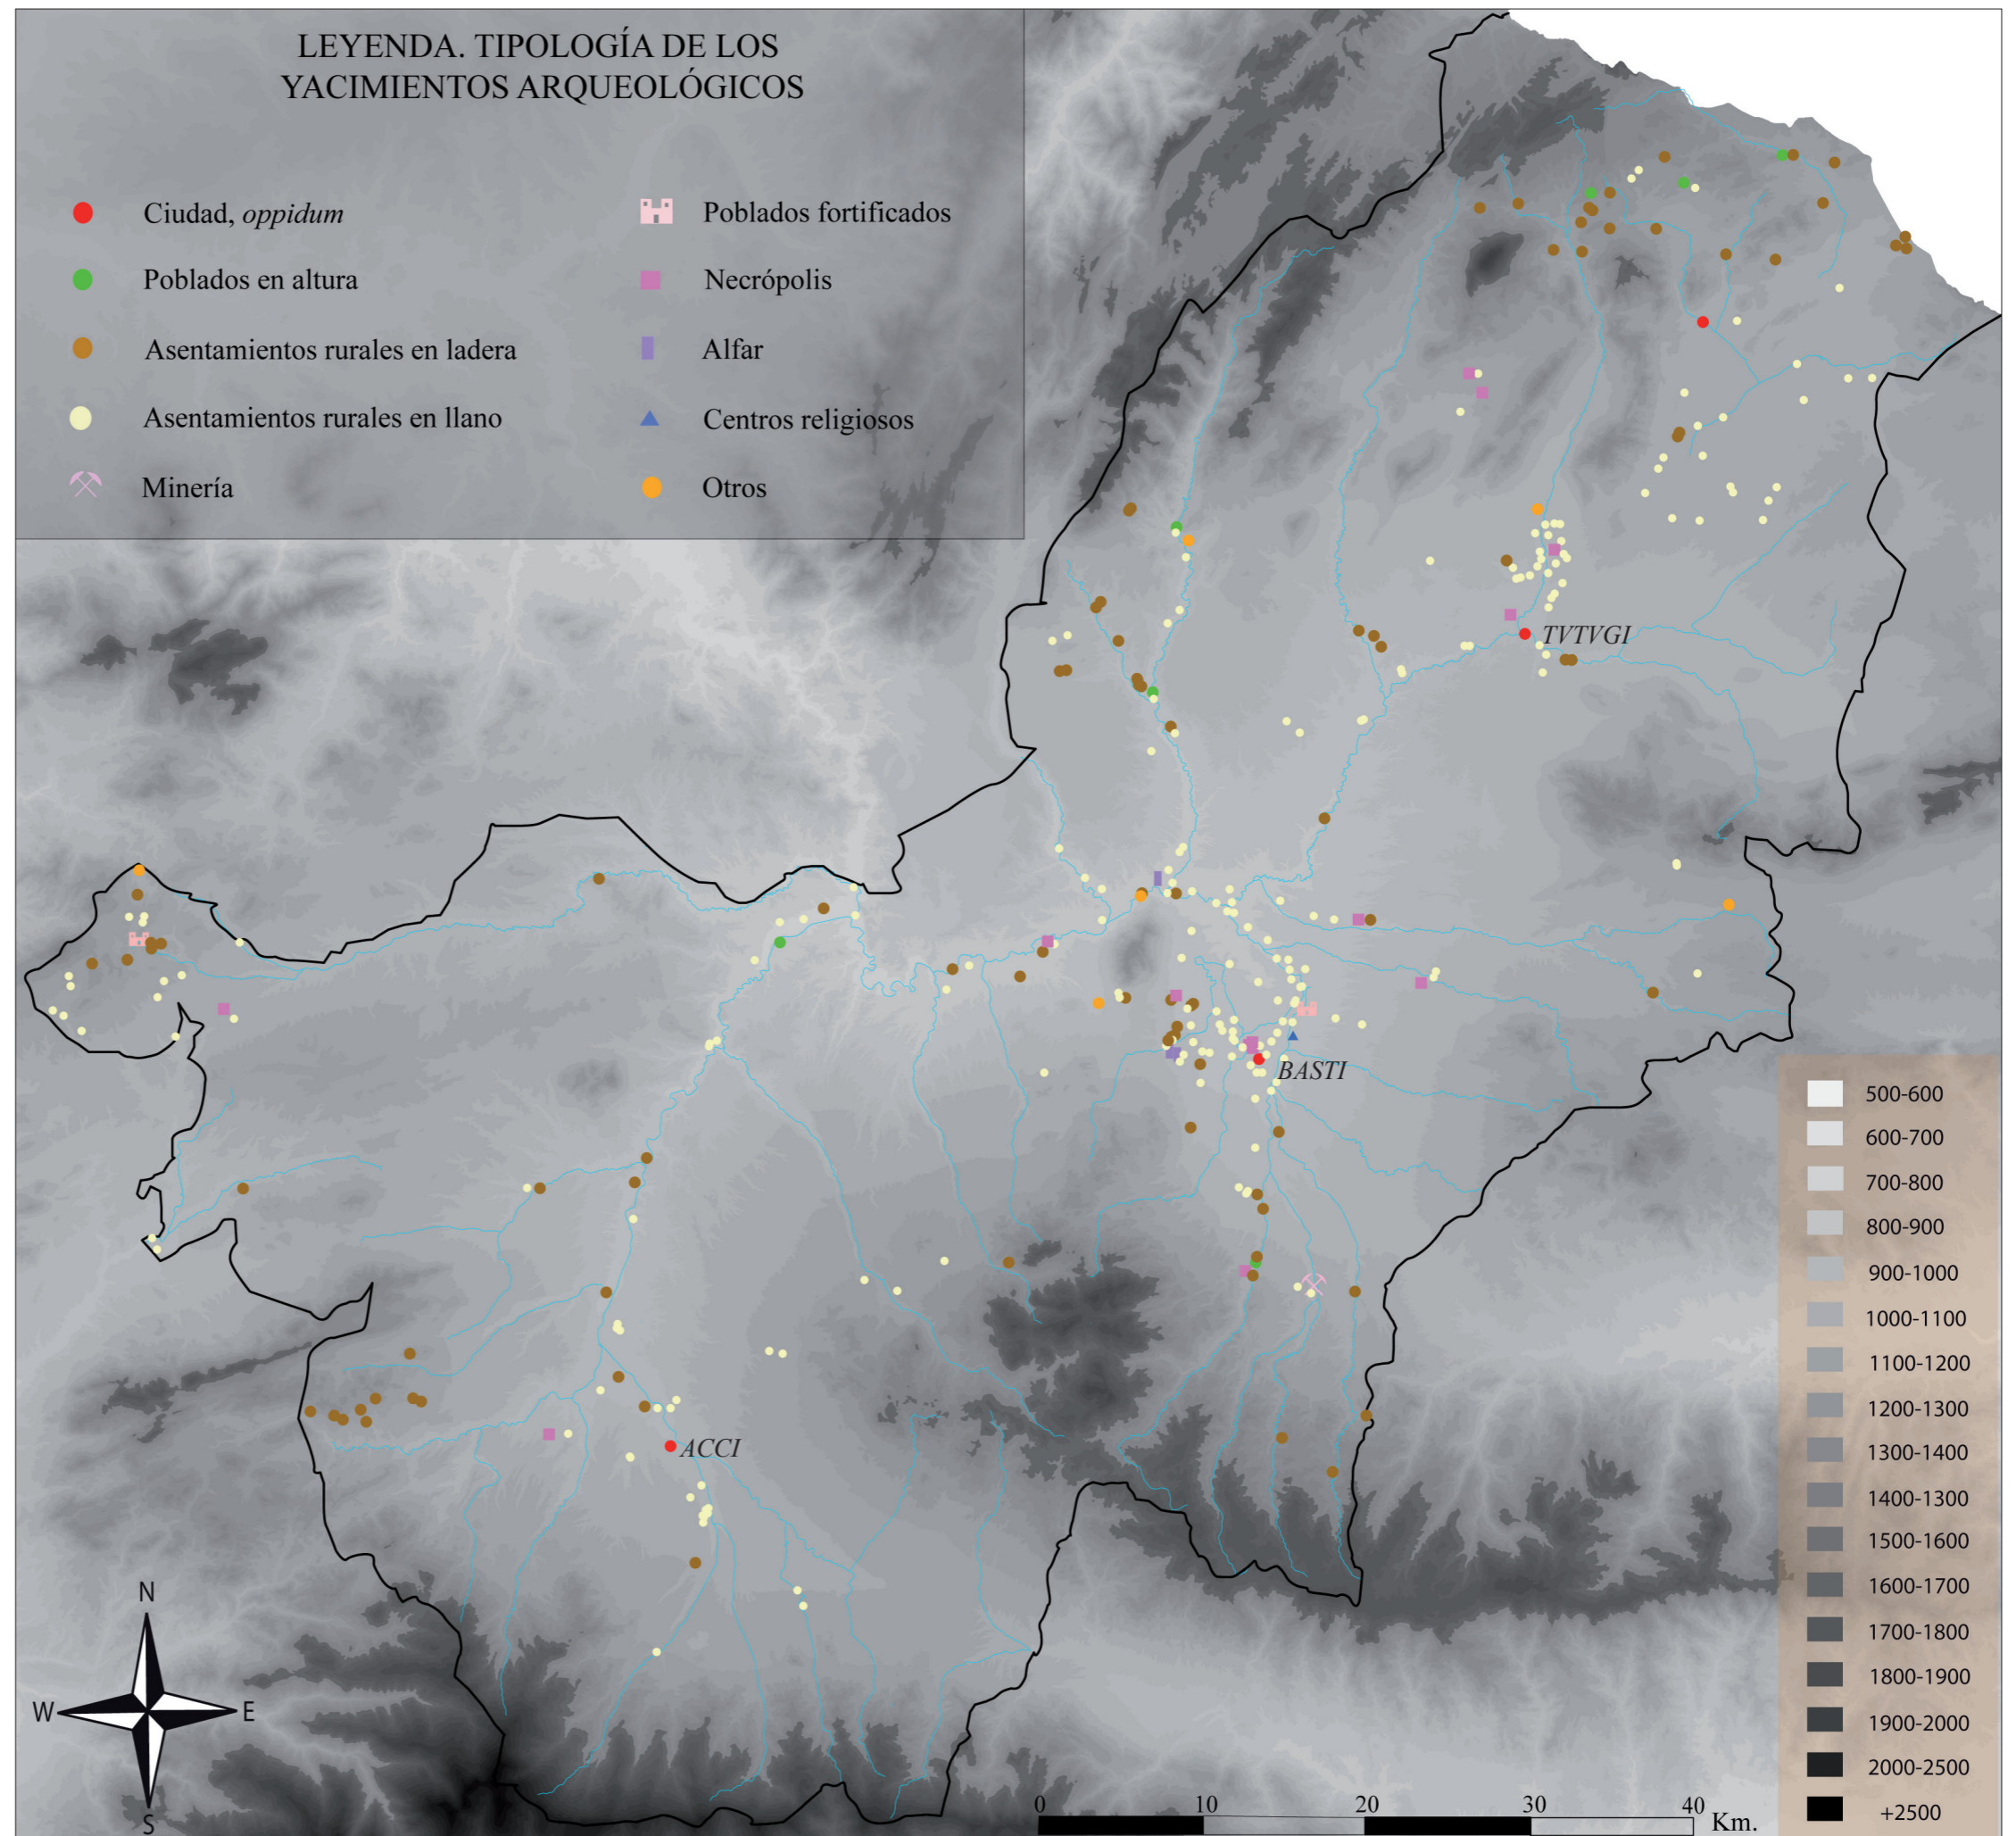 LEYENDA. TIPOLOGÍA DE LOS
YACIMIENTOS ARQUEOLÓGICOS
Ciudad, oppidum
Poblados en altura
Asentamientos rurales en ladera
Asentamientos rurales en llano
Minería
Poblados fortificados
Necrópolis
Alfar
Centros religiosos
Otros
TVTVGI
BASTI
ACCI
500-600
600-700
700-800
800-900
900-1000
1000-1100
1100-1200
1200-1300
1300-1400
1400-1300
1500-1600
1600-1700
1700-1800
1800-1900
1900-2000
2000-2500
+2500
N
W
E
S
0 10 20 30 40 Km.